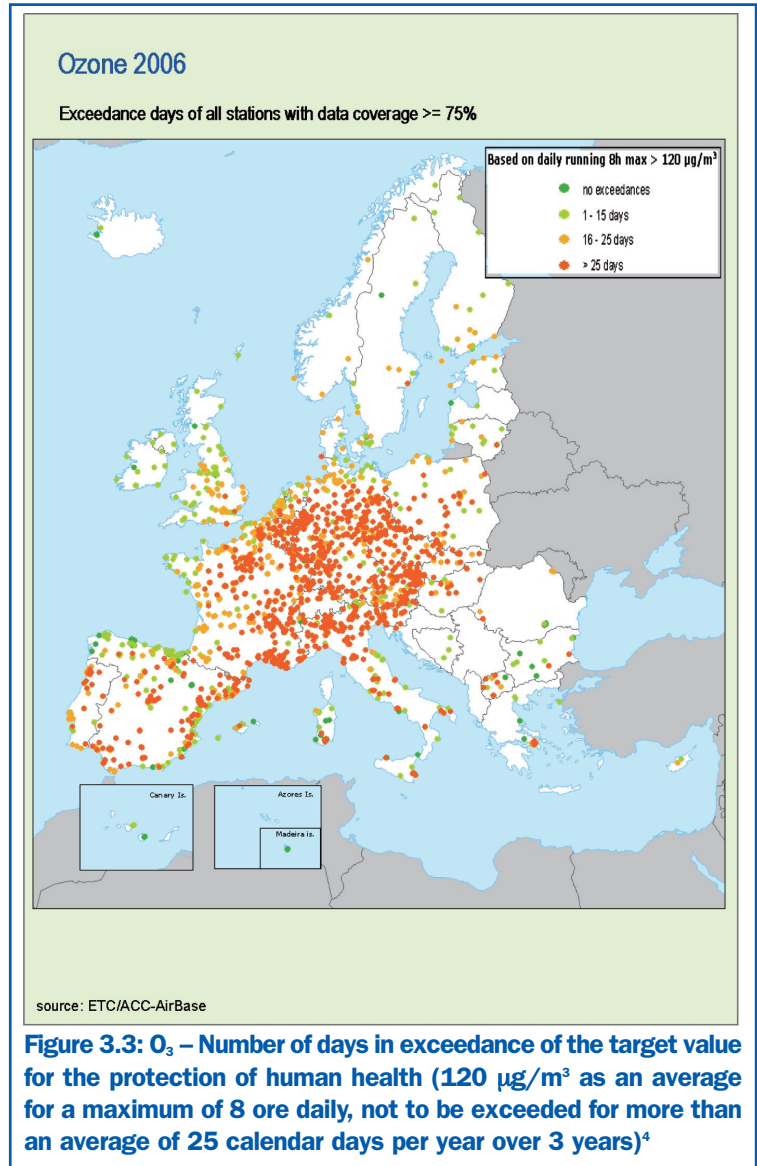 Ozone 2006
Exceedance days of all stations with data coverage >= 75%
Based on daily running 8h max > 120 µg/m³
no exceedances
1 - 15 days
16 - 25 days
> 25 days
Canary Is.
Azores Is.
Madeira is.
source: ETC/ACC-AirBase
Figure 3.3: O₃ – Number of days in exceedance of the target value
for the protection of human health (120 µg/m³ as an average
for a maximum of 8 ore daily, not to be exceeded for more than
an average of 25 calendar days per year over 3 years)⁴